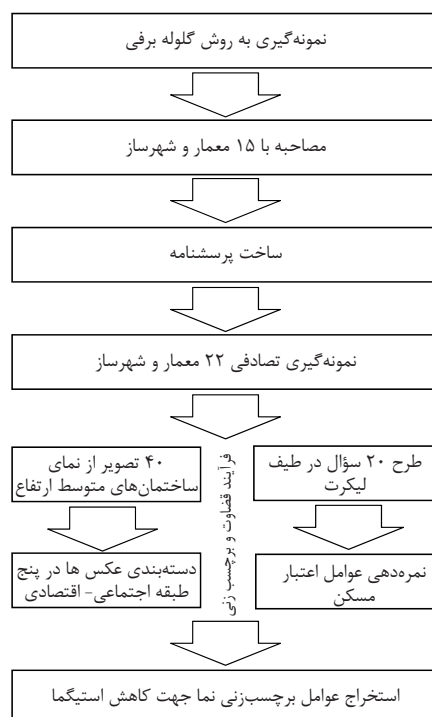 نمونه‌گیری به روش گلوله برفی
مصاحبه با ۱۵ معمار و شهرساز
ساخت پرسشنامه
نمونه‌گیری تصادفی ۲۲ معمار و شهرساز
طرح ۲۰ سؤال در طیف
لیکرت
فرآیند قضاوت و برچسب زنی
۴۰ تصویر از نمای
ساختمان‌های متوسط ارتفاع
نمره‌دهی عوامل اعتبار
مسکن
دسته‌بندی عکس ها در پنج
طبقه اجتماعی- اقتصادی
استخراج عوامل برچسب‌زنی نما جهت کاهش استیگما